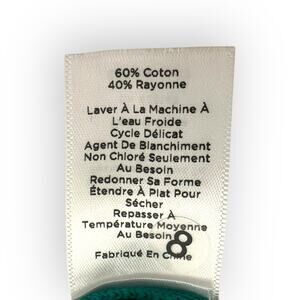 60% Coton
40% Rayonne
Laver À La Machine À
L'eau Froide
Cycle Délicat
Agent De Blanchiment
Non Chloré Seulement
Au Besoin
Redonner Sa Forme
Étendre À Plat Pour
Sécher
Repasser À
Température Moyenne
Au Besoin
8
Fabriqué En Chine